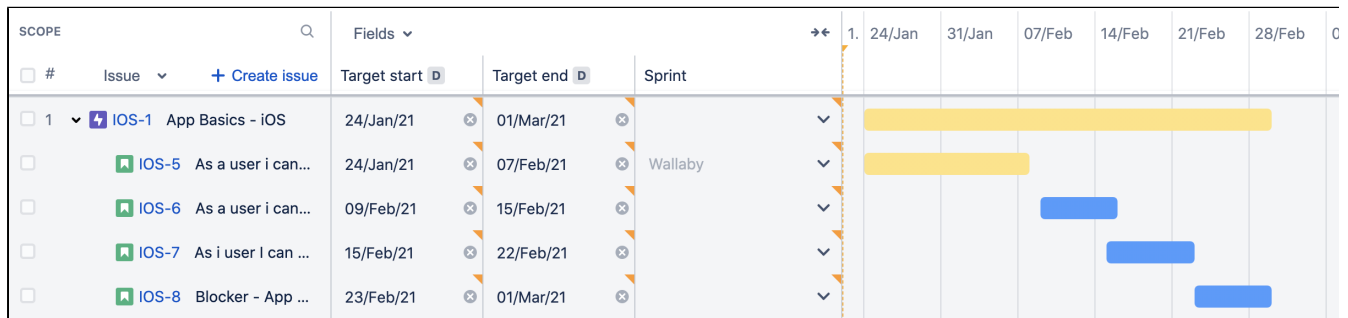 SCOPE Fields 1. 24/Jan 31/Jan 07/Feb 14/Feb 21/Feb 28/Feb 0
# Issue + Create issue Target start D Target end D Sprint
1 IOS-1 App Basics - iOS 24/Jan/21 01/Mar/21
IOS-5 As a user i can... 24/Jan/21 07/Feb/21 Wallaby
IOS-6 As a user i can... 09/Feb/21 15/Feb/21
IOS-7 As i user I can ... 15/Feb/21 22/Feb/21
IOS-8 Blocker - App ... 23/Feb/21 01/Mar/21